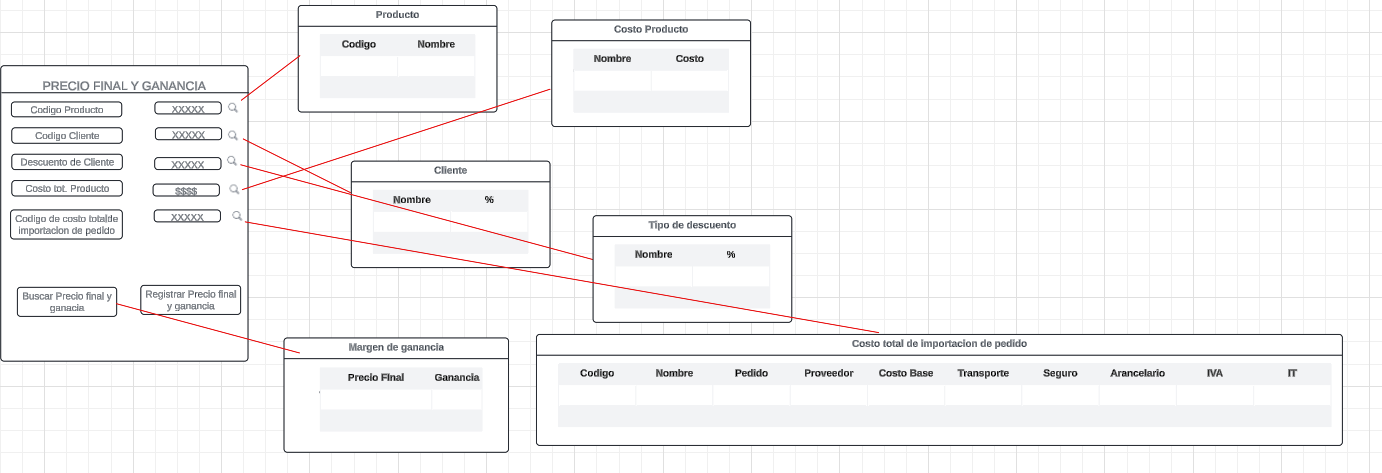 PRECIO FINAL Y GANANCIA
Codigo Producto XXXXX
Codigo Cliente XXXXX
Descuento de Cliente XXXXX
Costo tot. Producto $$$$
Codigo de costo totalde
importacion de pedido
XXXXX
Buscar Precio final y
ganacia
Registrar Precio final
y ganancia
Producto
Codigo Nombre
Costo Producto
Nombre Costo
Cliente
Nombre %
Tipo de descuento
Nombre %
Margen de ganancia
Precio FInal Ganancia
Costo total de importacion de pedido
Codigo Nombre Pedido Proveedor Costo Base Transporte Seguro Arancelario IVA IT